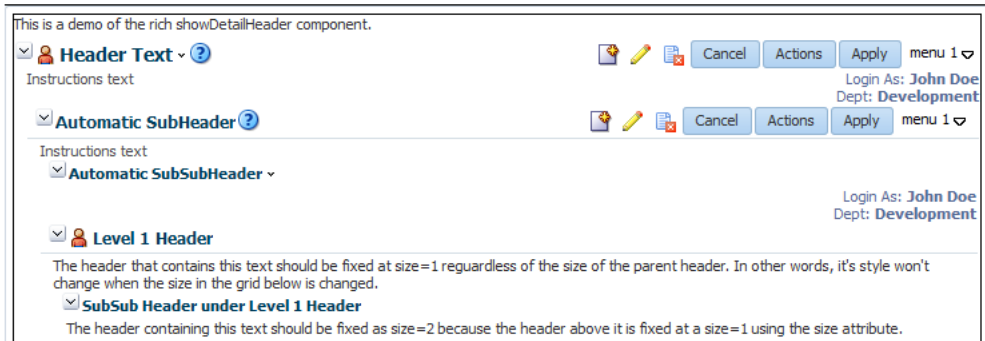 This is a demo of the rich showDetailHeader component.
Header Text Cancel Actions Apply menu 1
Instructions text Login As: John Doe
Dept: Development
Automatic SubHeader Cancel Actions Apply menu 1
Instructions text
Automatic SubSubHeader
Login As: John Doe
Dept: Development
Level 1 Header
The header that contains this text should be fixed at size=1 reguardless of the size of the parent header. In other words, it's style won't
change when the size in the grid below is changed.
SubSub Header under Level 1 Header
The header containing this text should be fixed as size=2 because the header above it is fixed at a size=1 using the size attribute.